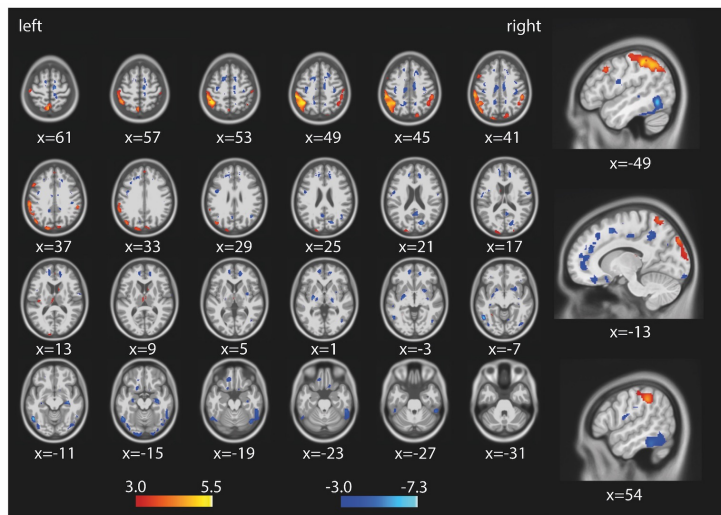 left right
x=61 x=57 x=53 x=49 x=45 x=41
x=-49
x=37 x=33 x=29 x=25 x=21 x=17
x=-13
x=13 x=9 x=5 x=1 x=-3 x=-7
x=-11 x=-15 x=-19 x=-23 x=-27 x=-31
3.0 5.5 -3.0 -7.3
x=54